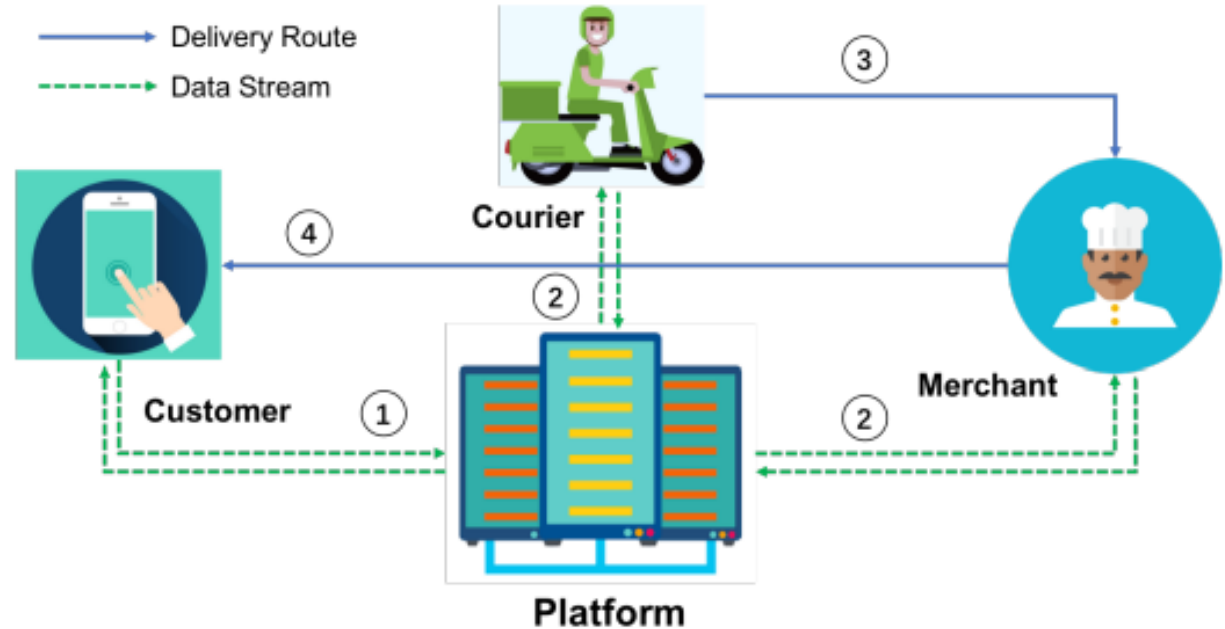 Delivery Route
Data Stream
③
Courier
④
②
Customer
①
Merchant
②
Platform